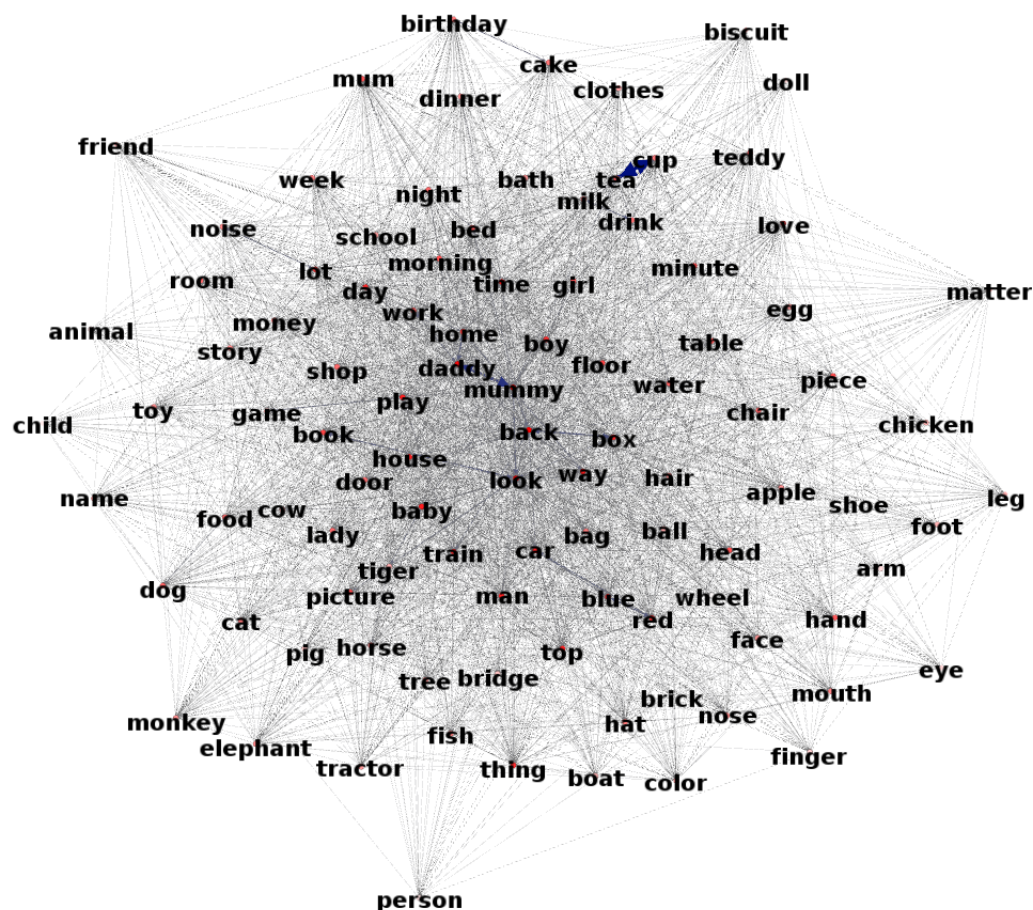 birthday
biscuit
cake
mum
clothes
doll
dinner
friend
cup
teddy
week
night
bath
tea
milk
noise
school
bed
drink
love
room
lot
morning
minute
day
time
girl
matter
animal
money
work
egg
story
home
boy
table
shop
daddy
floor
mummy
water
piece
child
toy
game
play
chair
chicken
book
back
box
house
door
look
way
hair
apple
name
shoe
leg
food
cow
baby
foot
lady
bag
ball
train
car
head
tiger
arm
dog
picture
man
blue
wheel
cat
red
hand
pig
horse
top
face
tree
bridge
eye
monkey
brick
mouth
elephant
fish
hat
nose
tractor
thing
boat
color
finger
person